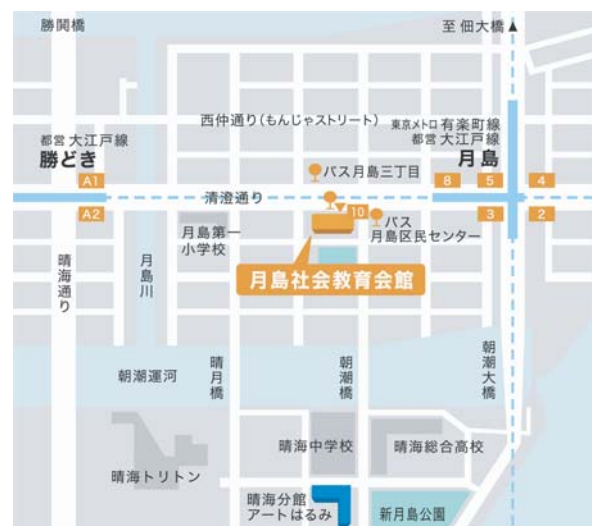 勝関橋
至 佃大橋▲
西仲通り(もんじゃストリート)
東京メトロ 有楽町線
都営 大江戸線
月島
都営 大江戸線
勝どき
バス月島三丁目
A1
8
5
4
清澄通り
A2
10
3
2
バス
月島区民センター
月島第一
小学校
月島社会教育会館
晴海通り
月島川
朝潮運河
晴月橋
朝潮橋
朝潮大橋
晴海中学校
晴海総合高校
晴海トリトン
晴海分館
アートはるみ
新月島公園